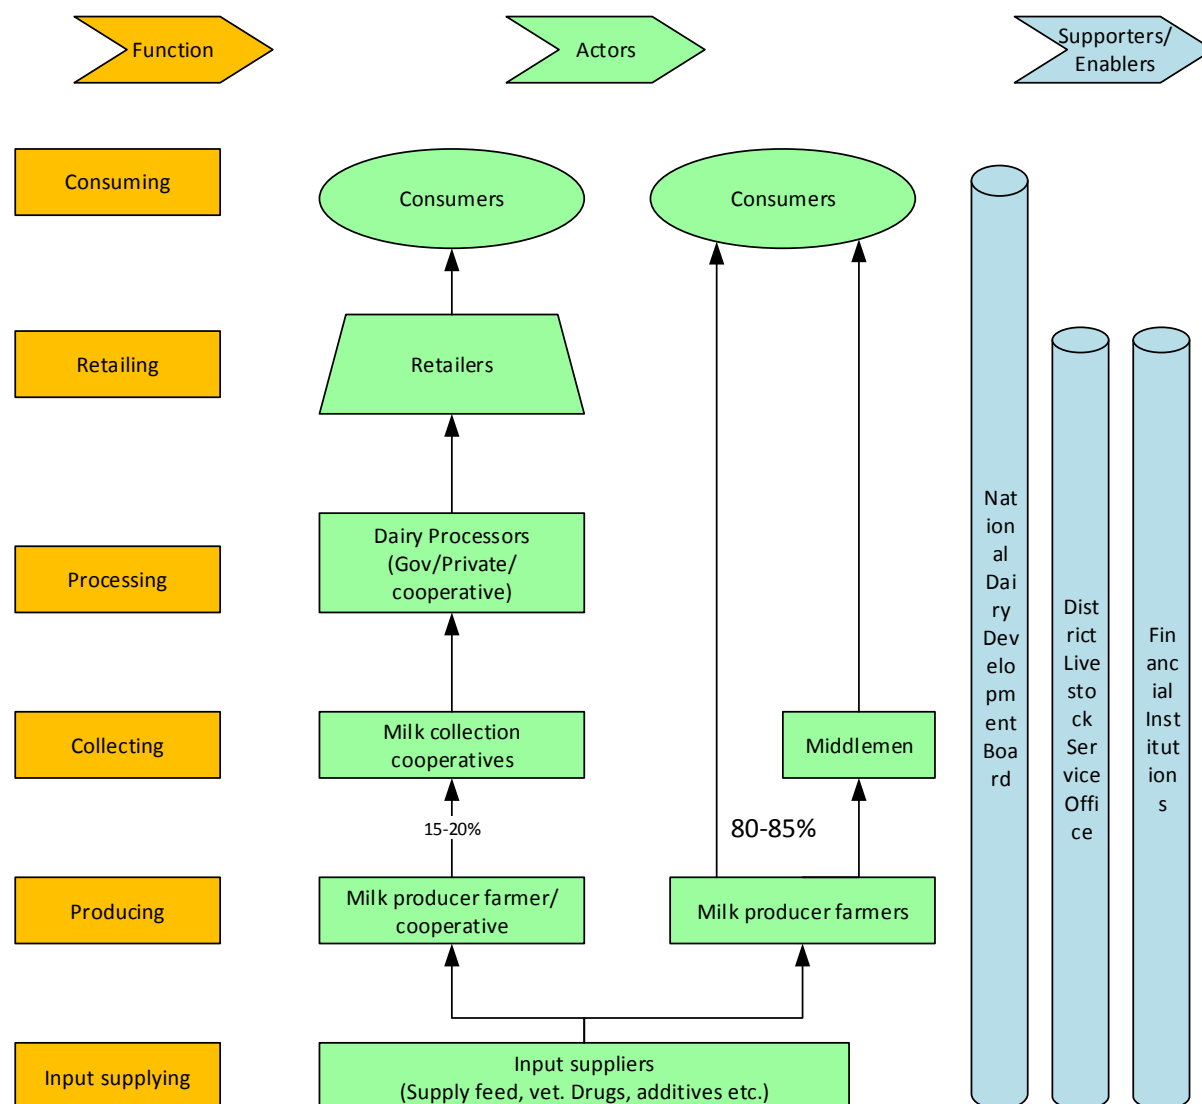 Function
Actors
Supporters/
Enablers
Consuming
Consumers
Consumers
Retailing
Retailers
Processing
Dairy Processors
(Gov/Private/
cooperative)
Collecting
Milk collection
cooperatives
Middlemen
15-20%
80-85%
Producing
Milk producer farmer/
cooperative
Milk producer farmers
Input supplying
Input suppliers
(Supply feed, vet. Drugs, additives etc.)
Nat
ion
al
Dai
ry
Dev
elo
pm
ent
Boa
rd
Dist
rict
Live
sto
ck
Ser
vice
Offi
ce
Fin
anc
ial
Inst
itut
ion
s